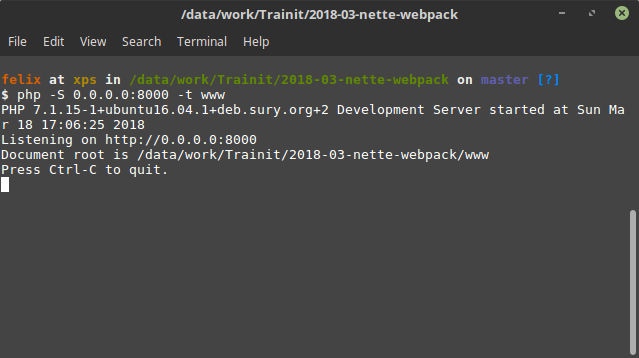 /data/work/Trainit/2018-03-nette-webpack
File Edit View Search Terminal Help
felix at xps in /data/work/Trainit/2018-03-nette-webpack on master [?]
$ php -S 0.0.0.0:8000 -t www
PHP 7.1.15-1+ubuntu16.04.1+deb.sury.org+2 Development Server started at Sun Ma
r 18 17:06:25 2018
Listening on http://0.0.0.0:8000
Document root is /data/work/Trainit/2018-03-nette-webpack/www
Press Ctrl-C to quit.